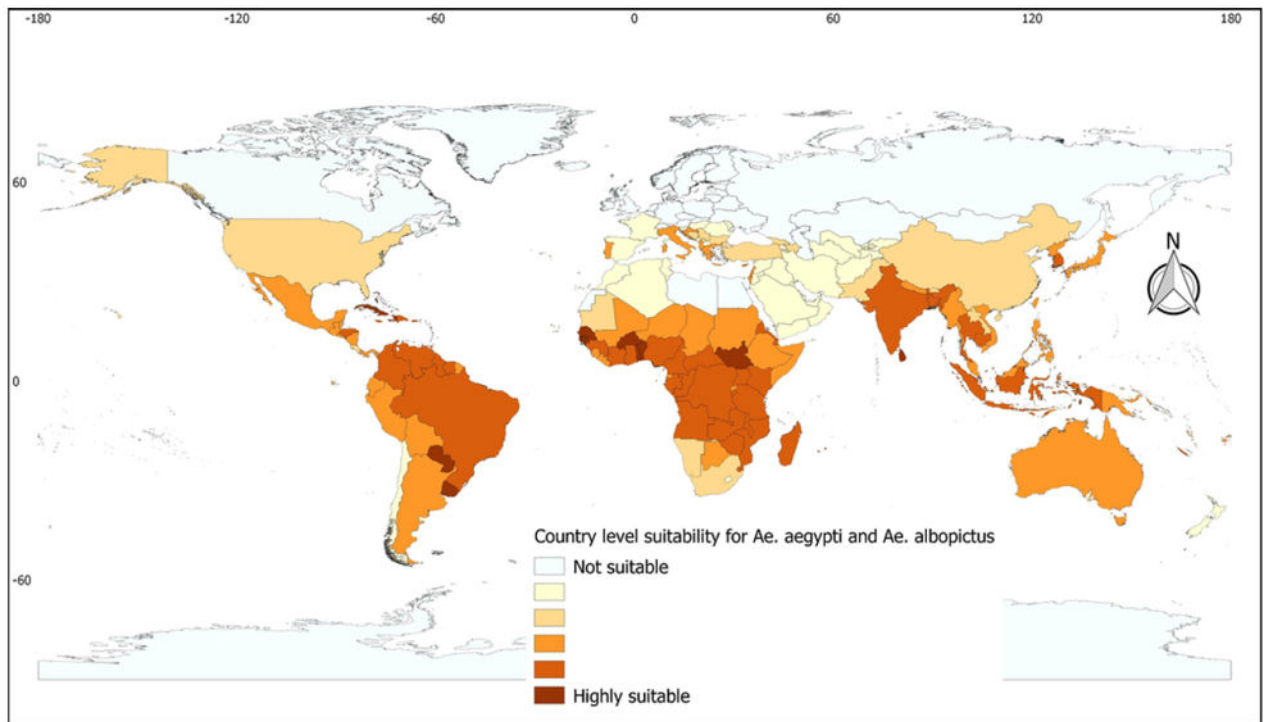 -180 -120 -60 0 60 120 180
60
N
0
Country level suitability for Ae. aegypti and Ae. albopictus
Not suitable
-60
Highly suitable